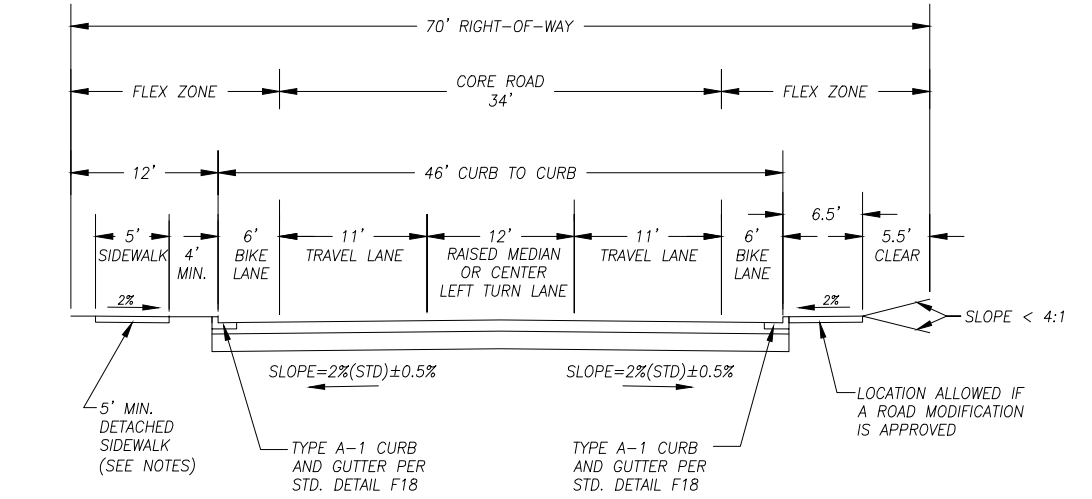 70' RIGHT-OF-WAY
FLEX ZONE
CORE ROAD
34'
FLEX ZONE
12'
46' CURB TO CURB
6.5'
5'
SIDEWALK
4'
MIN.
6'
BIKE
LANE
11'
TRAVEL LANE
12'
RAISED MEDIAN
OR CENTER
LEFT TURN LANE
11'
TRAVEL LANE
6'
BIKE
LANE
5.5'
CLEAR
2%
2%
SLOPE < 4:1
SLOPE=2%(STD)±0.5%
SLOPE=2%(STD)±0.5%
5' MIN.
DETACHED
SIDEWALK
(SEE NOTES)
TYPE A-1 CURB
AND GUTTER PER
STD. DETAIL F18
TYPE A-1 CURB
AND GUTTER PER
STD. DETAIL F18
LOCATION ALLOWED IF
A ROAD MODIFICATION
IS APPROVED